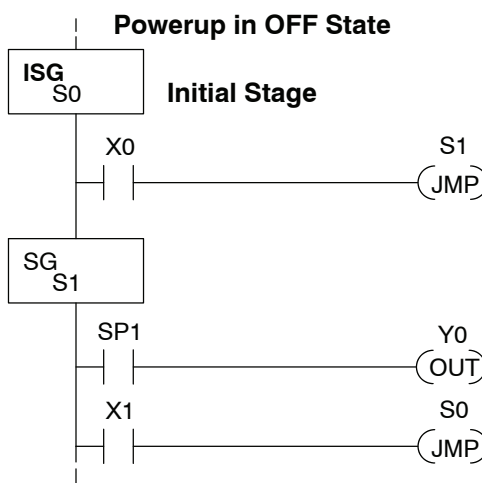 Powerup in OFF State
ISG
S0
Initial Stage
X0
S1
JMP
SG
S1
SP1
Y0
OUT
X1
S0
JMP